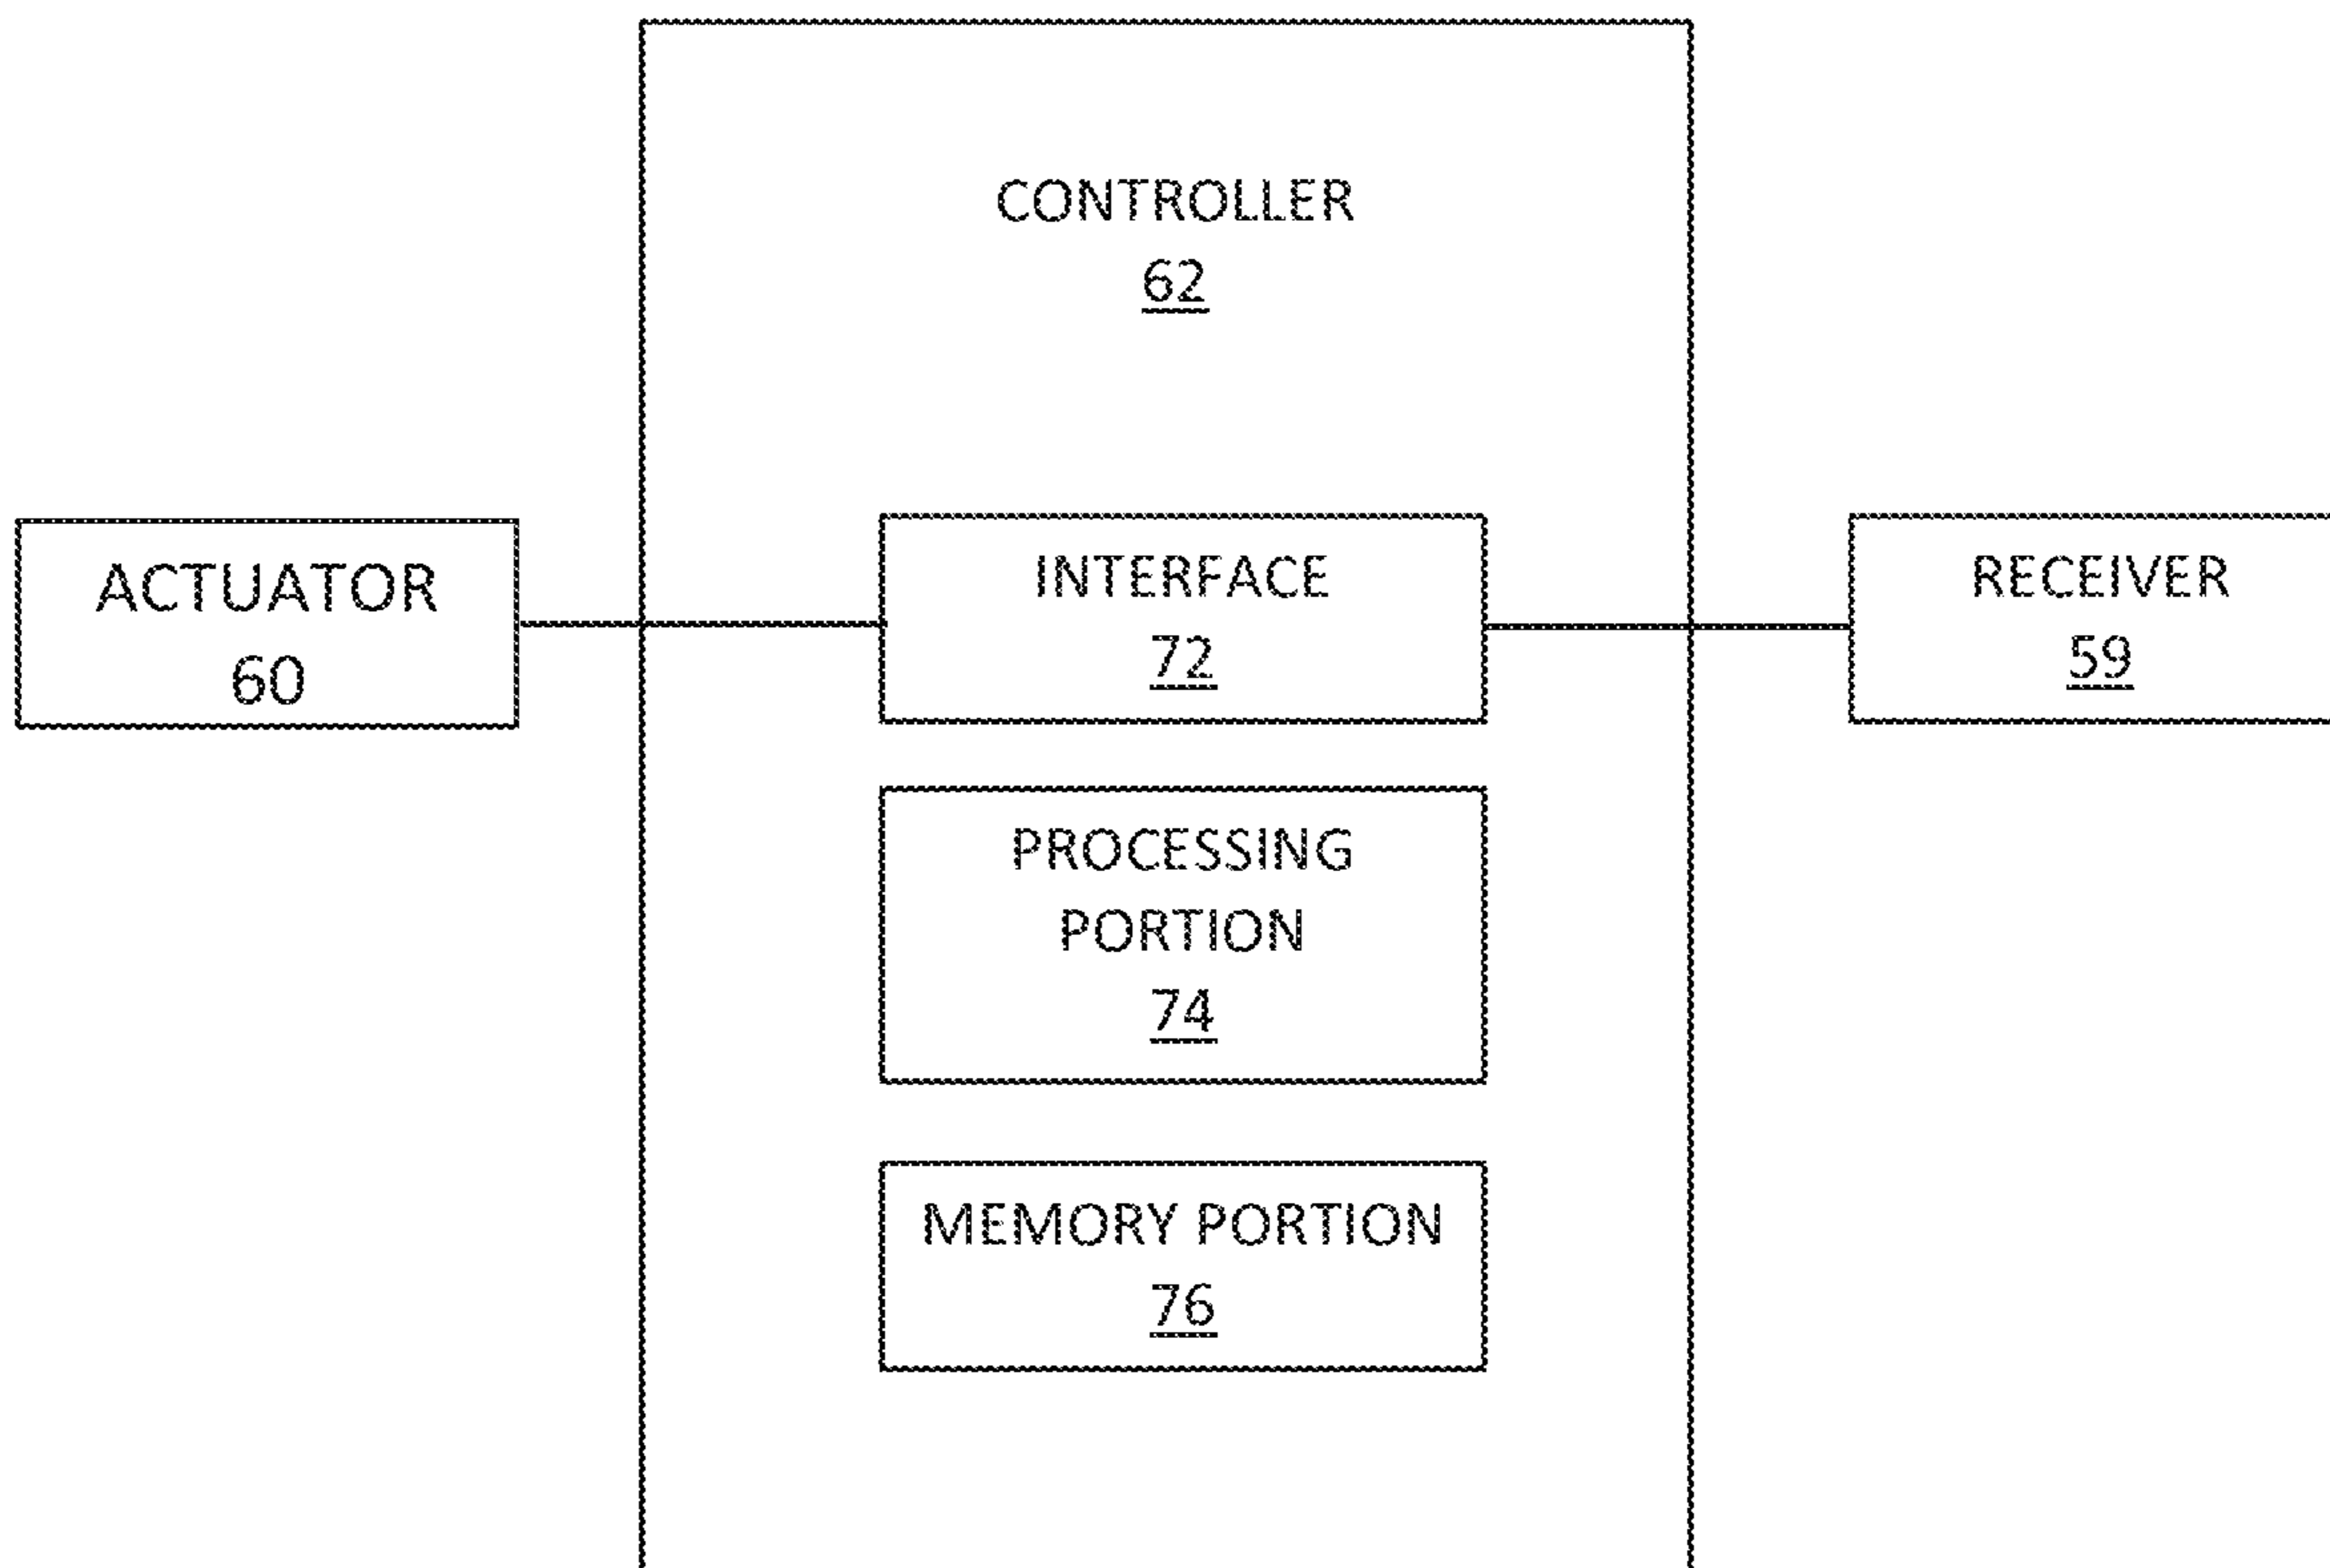 CONTROLLER
62
ACTUATOR
60
INTERFACE
72
RECEIVER
59
PROCESSING
PORTION
74
MEMORY PORTION
76